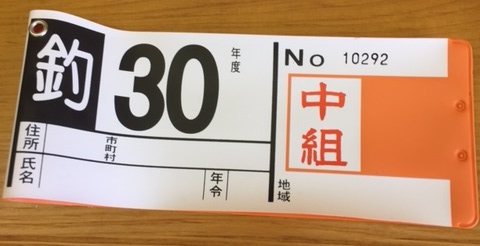 釣 30 年度
住所 市町村
氏名 年令
No 10292
中組
地域